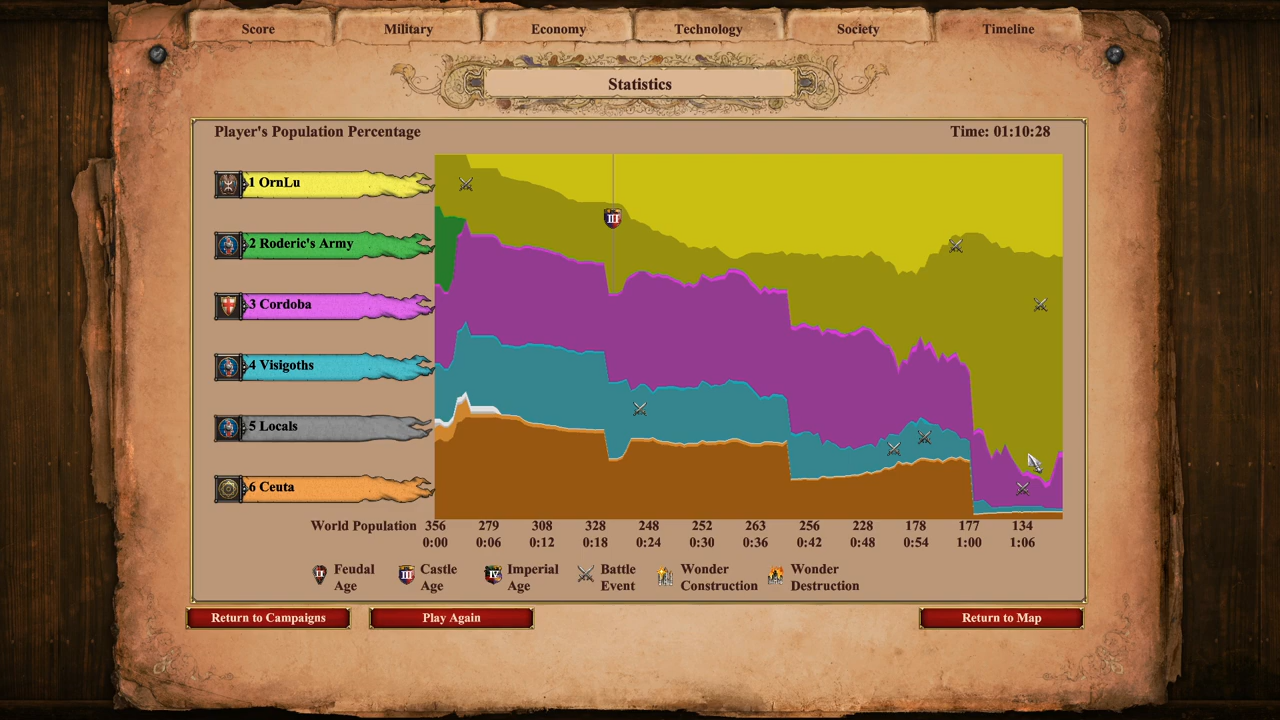 Score
Military
Economy
Technology
Society
Timeline
Statistics
Player's Population Percentage
Time: 01:10:28
1 OrnLu
2 Roderic's Army
III
3 Cordoba
4 Visigoths
5 Locals
6 Ceuta
World Population 356 279 308 328 248 252 263 256 228 178 177 134
0:00 0:06 0:12 0:18 0:24 0:30 0:36 0:42 0:48 0:54 1:00 1:06
II Feudal Age
III Castle Age
IV Imperial Age
Battle Event
Wonder Construction
Wonder Destruction
Return to Campaigns
Play Again
Return to Map